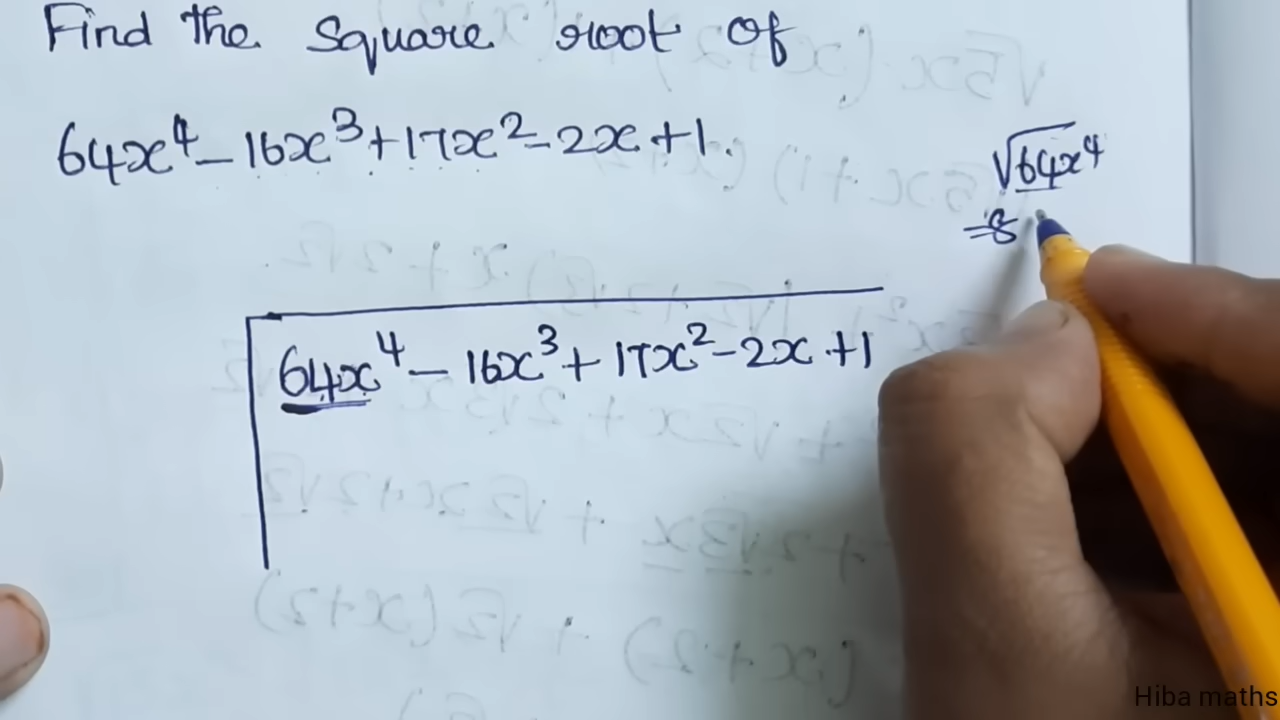 Find the square root of
64x⁴ - 16x³ + 17x² - 2x + 1.
√64x⁴
= 8
64x⁴ - 16x³ + 17x² - 2x + 1
Hiba maths